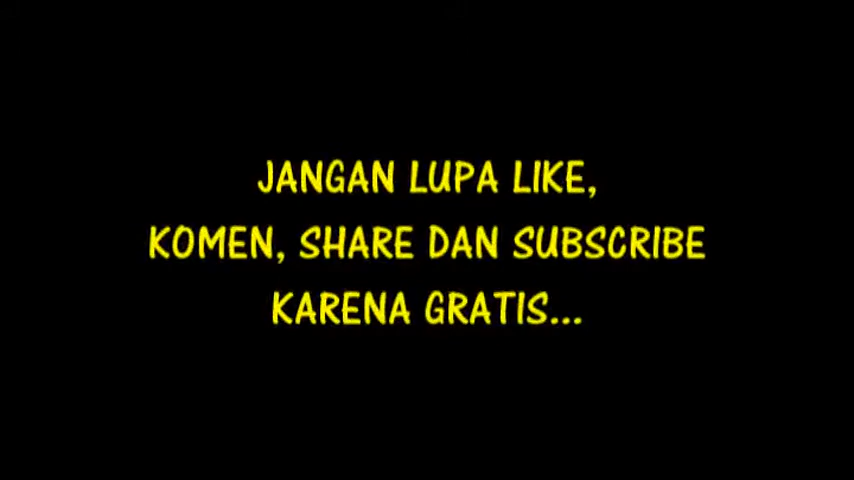 JANGAN LUPA LIKE,
KOMEN, SHARE DAN SUBSCRIBE
KARENA GRATIS...